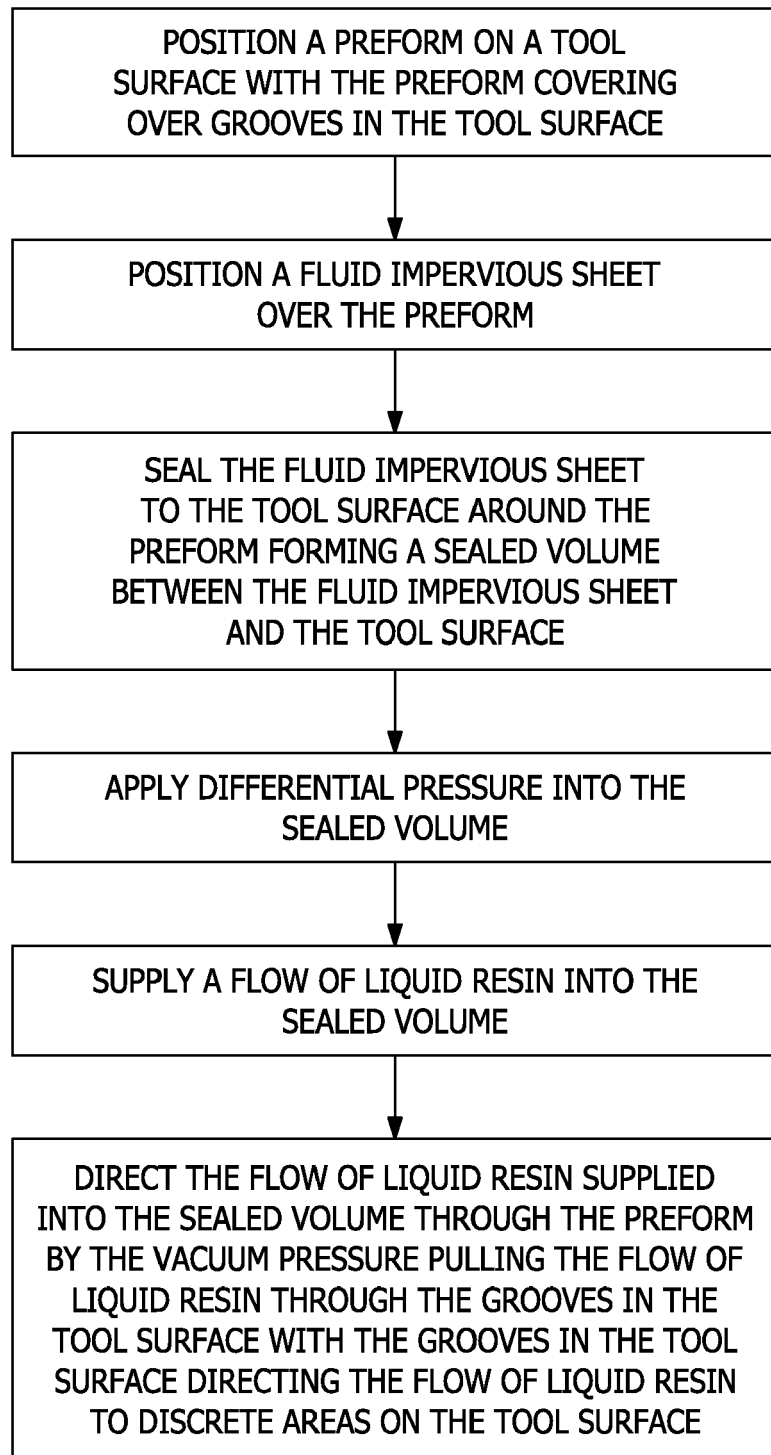 POSITION A PREFORM ON A TOOL
SURFACE WITH THE PREFORM COVERING
OVER GROOVES IN THE TOOL SURFACE
POSITION A FLUID IMPERVIOUS SHEET
OVER THE PREFORM
SEAL THE FLUID IMPERVIOUS SHEET
TO THE TOOL SURFACE AROUND THE
PREFORM FORMING A SEALED VOLUME
BETWEEN THE FLUID IMPERVIOUS SHEET
AND THE TOOL SURFACE
APPLY DIFFERENTIAL PRESSURE INTO THE
SEALED VOLUME
SUPPLY A FLOW OF LIQUID RESIN INTO THE
SEALED VOLUME
DIRECT THE FLOW OF LIQUID RESIN SUPPLIED
INTO THE SEALED VOLUME THROUGH THE PREFORM
BY THE VACUUM PRESSURE PULLING THE FLOW OF
LIQUID RESIN THROUGH THE GROOVES IN THE
TOOL SURFACE WITH THE GROOVES IN THE TOOL
SURFACE DIRECTING THE FLOW OF LIQUID RESIN
TO DISCRETE AREAS ON THE TOOL SURFACE